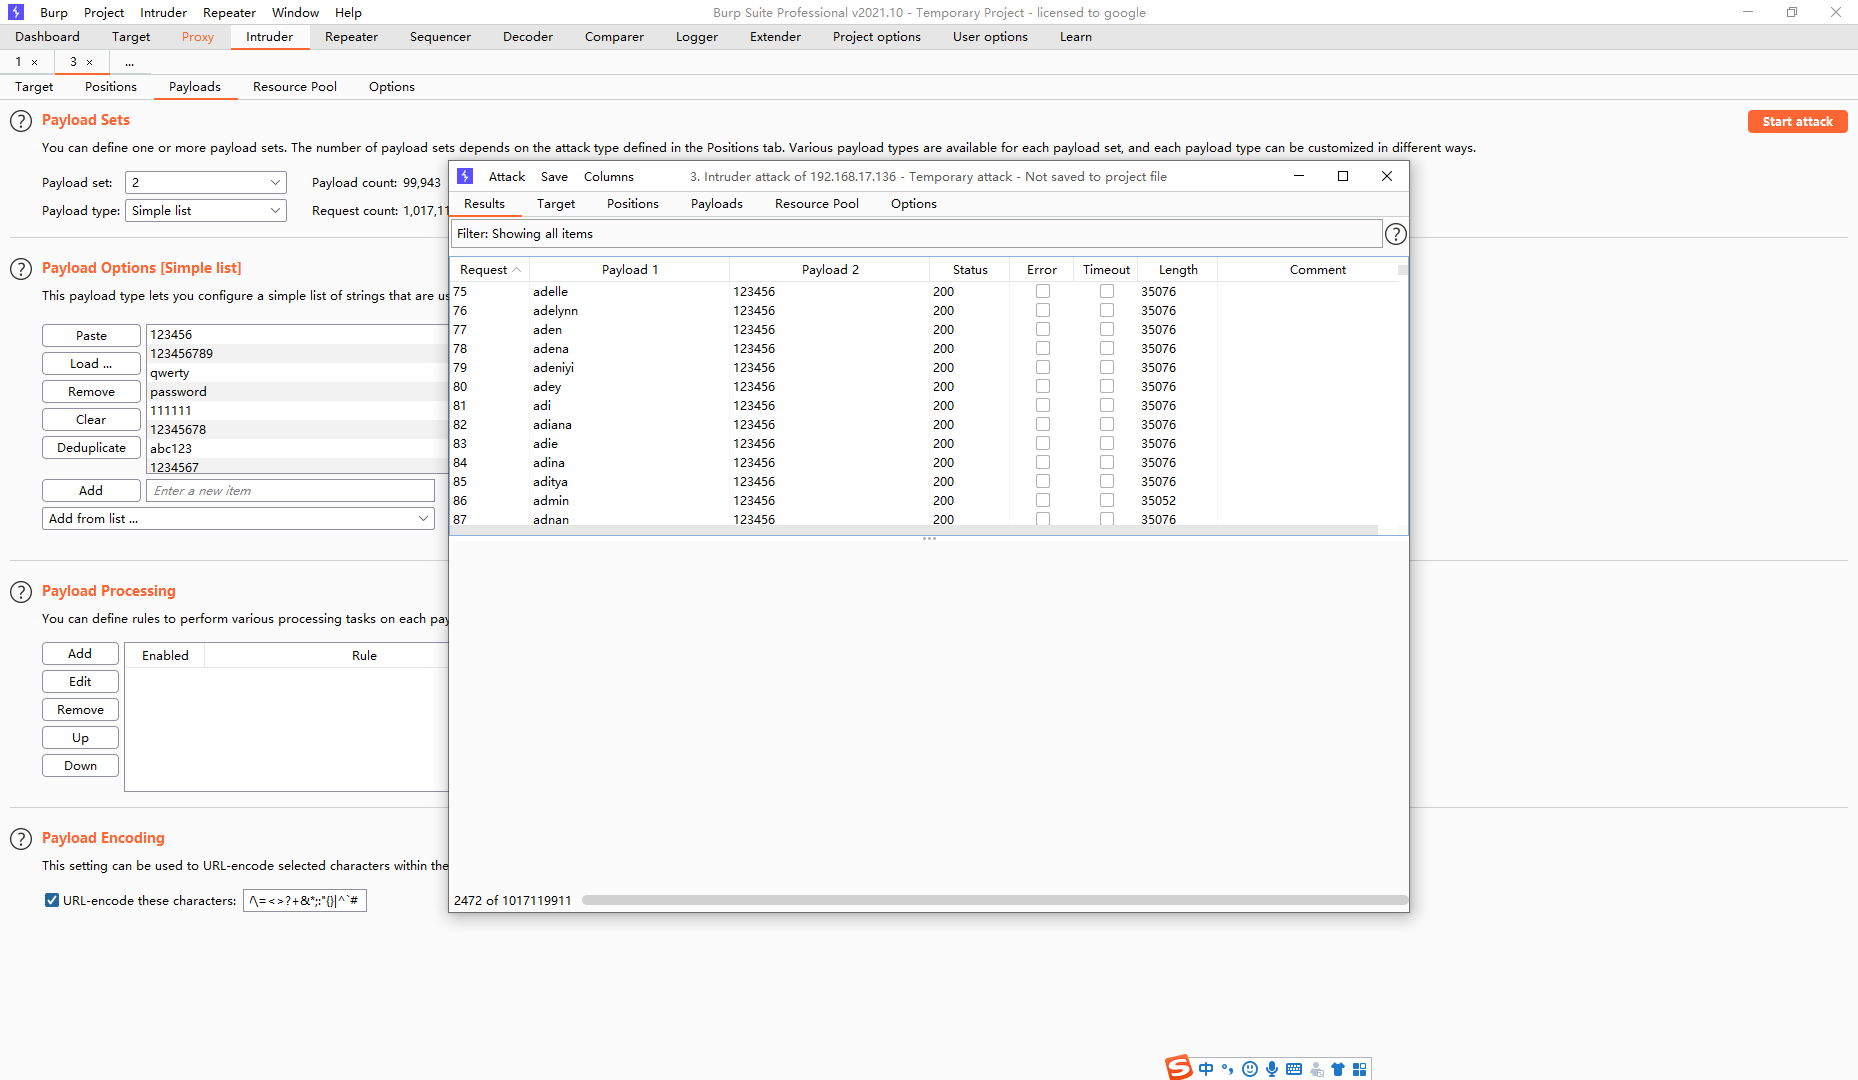 Burp Project Intruder Repeater Window Help
Burp Suite Professional v2021.10 - Temporary Project - licensed to google
Dashboard Target Proxy Intruder Repeater Sequencer Decoder Comparer Logger Extender Project options User options Learn
1 × 3 × ...
Target Positions Payloads Resource Pool Options
? Payload Sets
Start attack
You can define one or more payload sets. The number of payload sets depends on the attack type defined in the Positions tab. Various payload types are available for each payload set, and each payload type can be customized in different ways.
Payload set: 2 Payload count: 99,943
Payload type: Simple list Request count: 1,017,11
? Payload Options [Simple list]
This payload type lets you configure a simple list of strings that are us
Paste
Load ...
Remove
Clear
Deduplicate
123456
123456789
qwerty
password
111111
12345678
abc123
1234567
Add Enter a new item
Add from list ...
? Payload Processing
You can define rules to perform various processing tasks on each pay
Add
Edit
Remove
Up
Down
Enabled Rule
? Payload Encoding
This setting can be used to URL-encode selected characters within the
URL-encode these characters: /\=<>?+&*;:"{}|^`#
Attack Save Columns
3. Intruder attack of 192.168.17.136 - Temporary attack - Not saved to project file
Results Target Positions Payloads Resource Pool Options
Filter: Showing all items ?
Request Payload 1 Payload 2 Status Error Timeout Length Comment
75 adelle 123456 200 35076
76 adelynn 123456 200 35076
77 aden 123456 200 35076
78 adena 123456 200 35076
79 adeniyi 123456 200 35076
80 adey 123456 200 35076
81 adi 123456 200 35076
82 adiana 123456 200 35076
83 adie 123456 200 35076
84 adina 123456 200 35076
85 aditya 123456 200 35076
86 admin 123456 200 35052
87 adnan 123456 200 35076
2472 of 1017119911
S 中